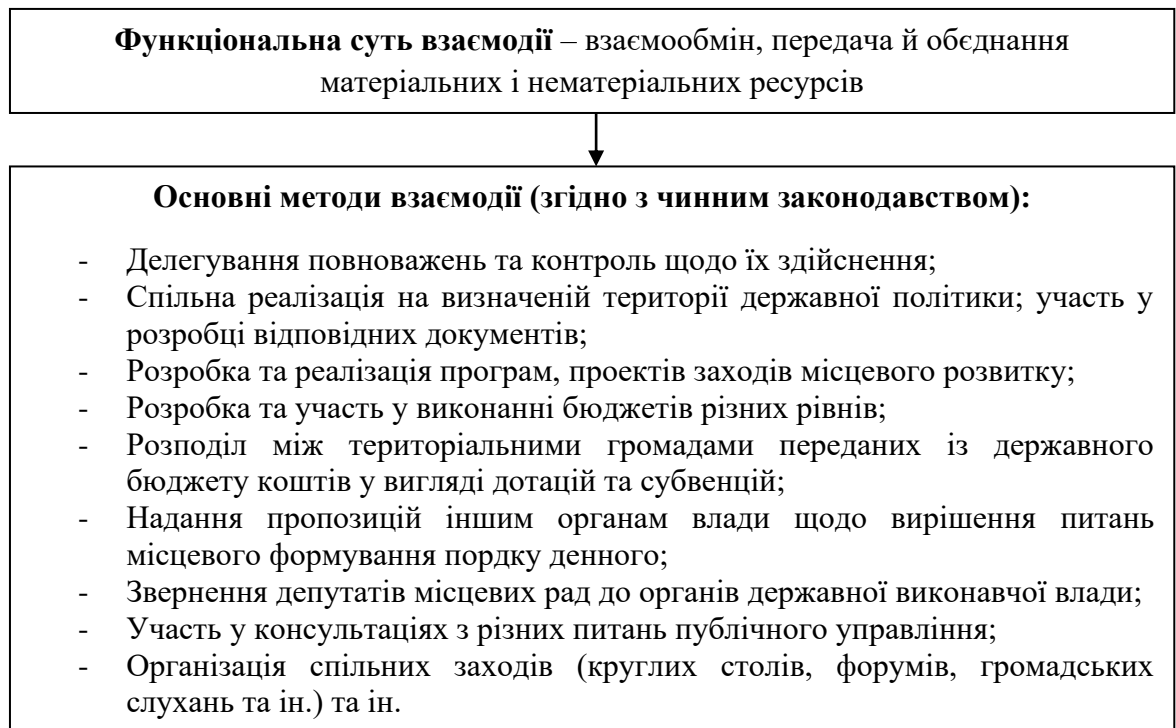 Функціональна суть взаємодії – взаємообмін, передача й обєднання
матеріальних і нематеріальних ресурсів
Основні методи взаємодії (згідно з чинним законодавством):
- Делегування повноважень та контроль щодо їх здійснення;
- Спільна реалізація на визначеній території державної політики; участь у
розробці відповідних документів;
- Розробка та реалізація програм, проектів заходів місцевого розвитку;
- Розробка та участь у виконанні бюджетів різних рівнів;
- Розподіл між територіальними громадами переданих із державного
бюджету коштів у вигляді дотацій та субвенцій;
- Надання пропозицій іншим органам влади щодо вирішення питань
місцевого формування пордку денного;
- Звернення депутатів місцевих рад до органів державної виконавчої влади;
- Участь у консультаціях з різних питань публічного управління;
- Організація спільних заходів (круглих столів, форумів, громадських
слухань та ін.) та ін.